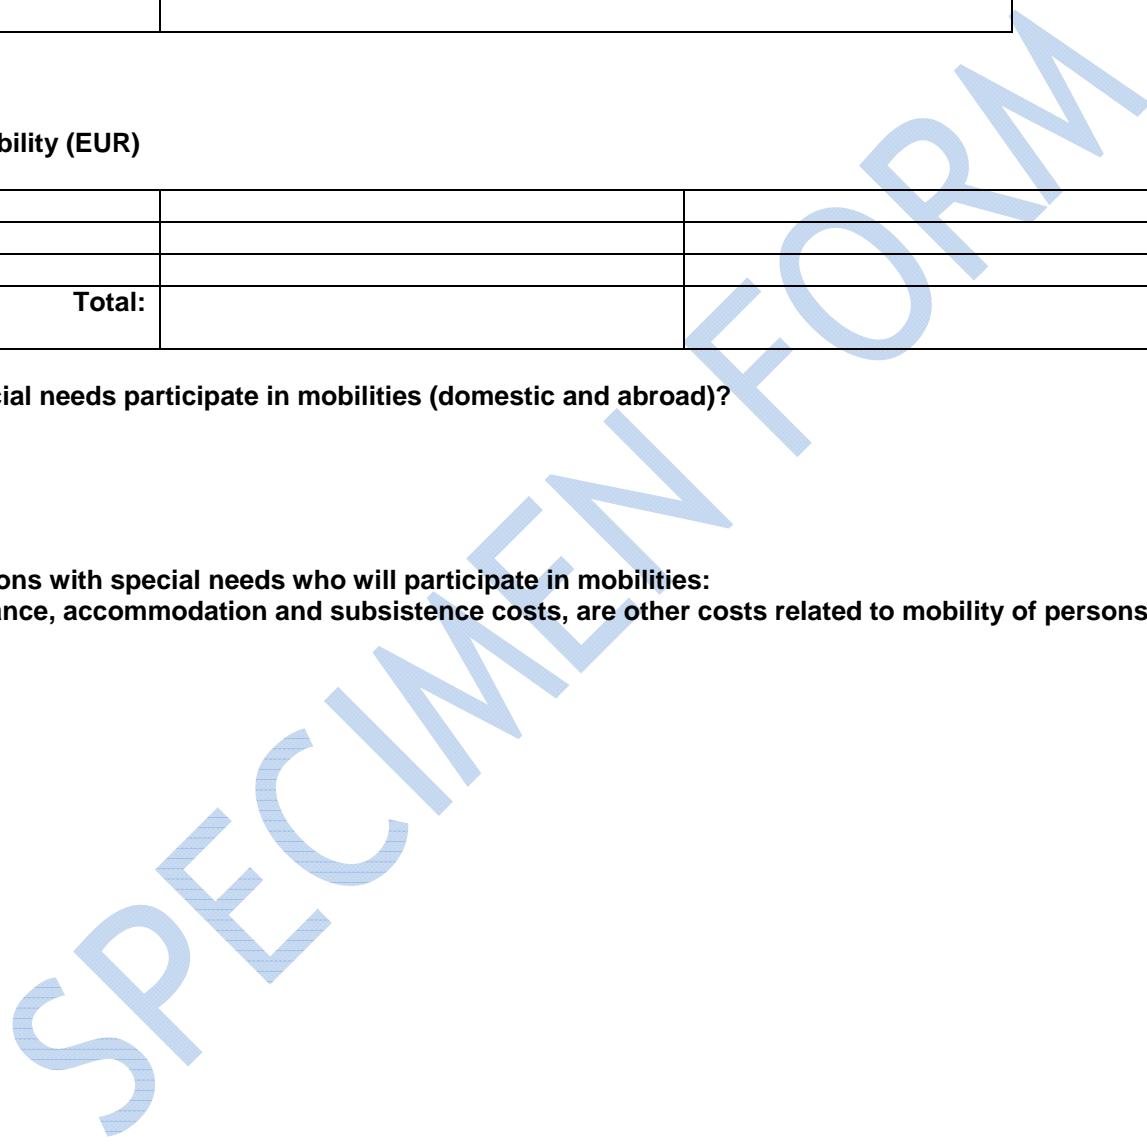 bility (EUR)
Total:
cial needs participate in mobilities (domestic and abroad)?
ons with special needs who will participate in mobilities:
ance, accommodation and subsistence costs, are other costs related to mobility of persons
SPECIMEN FORM